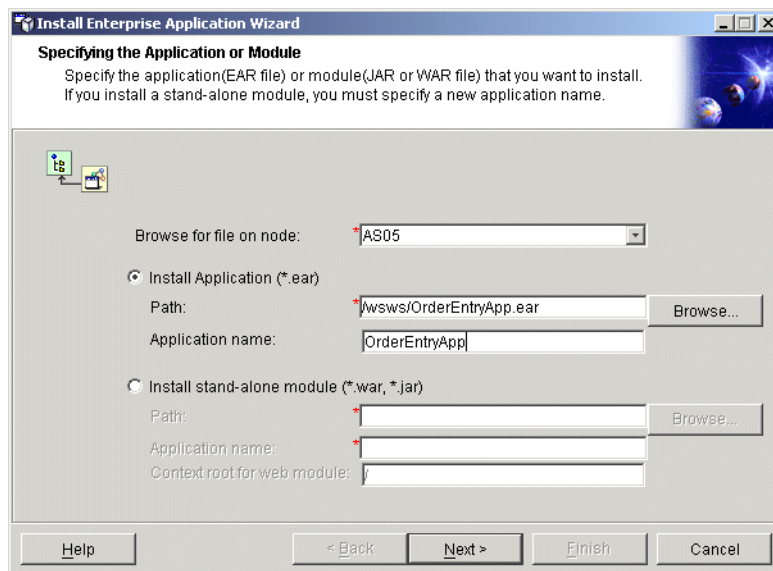 Install Enterprise Application Wizard
Specifying the Application or Module
Specify the application(EAR file) or module(JAR or WAR file) that you want to install.
If you install a stand-alone module, you must specify a new application name.
Browse for file on node: *AS05
Install Application (*.ear)
Path: */wsws/OrderEntryApp.ear Browse...
Application name: OrderEntryApp
Install stand-alone module (*.war, *.jar)
Path: * Browse...
Application name: *
Context root for web module: /
Help < Back Next > Finish Cancel